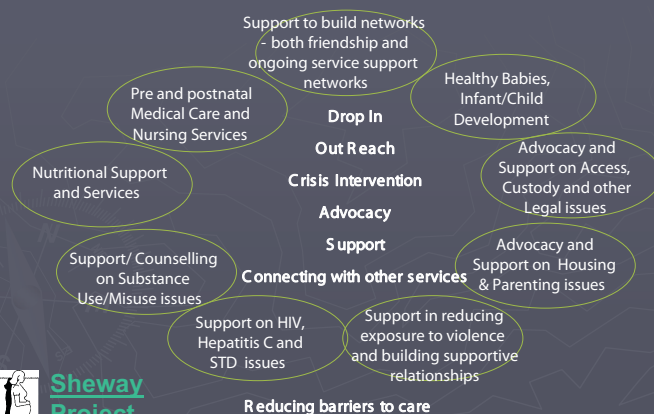 Support to build networks
- both friendship and
ongoing service support
networks
Healthy Babies,
Infant/Child
Development
Pre and postnatal
Medical Care and
Nursing Services
Drop In
Out Reach
Crisis Intervention
Advocacy
Support
Connecting with other services
Advocacy and
Support on Access,
Custody and other
Legal issues
Nutritional Support
and Services
Advocacy and
Support on Housing
& Parenting issues
Support/ Counselling
on Substance
Use/Misuse issues
Support on HIV,
Hepatitis C and
STD issues
Support in reducing
exposure to violence
and building supportive
relationships
Sheway
Project
Reducing barriers to care